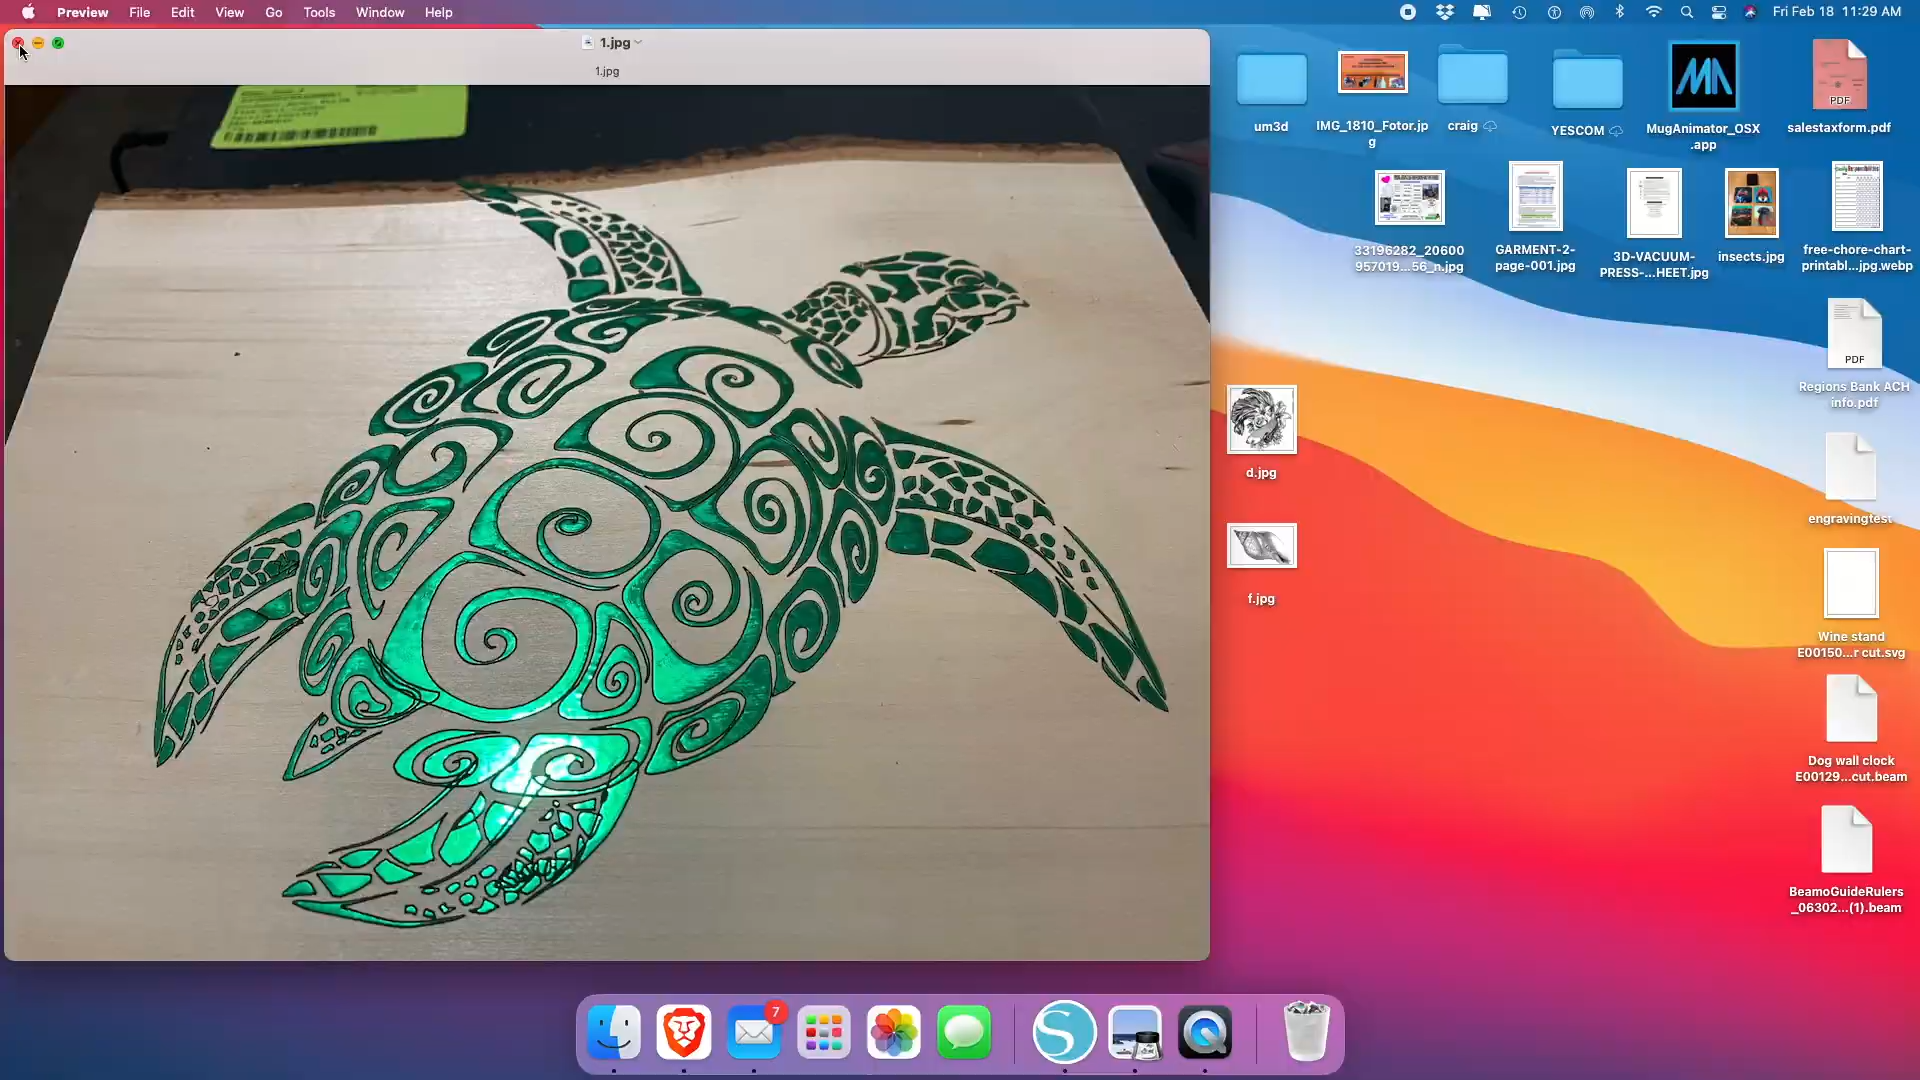 Preview File Edit View Go Tools Window Help
Fri Feb 18 11:29 AM
1.jpg
1.jpg
um3d
IMG_1810_Fotor.jp
g
craig
YESCOM
MugAnimator_OSX
.app
PDF
salestaxform.pdf
33196282_20600
957019...56_n.jpg
GARMENT-2-
page-001.jpg
3D-VACUUM-
PRESS-...HEET.jpg
insects.jpg
free-chore-chart-
printabl...jpg.webp
PDF
Regions Bank ACH
info.pdf
d.jpg
engravingtest
f.jpg
Wine stand
E00150...r cut.svg
Dog wall clock
E00129...cut.beam
BeamoGuideRulers
_06302...(1).beam
7